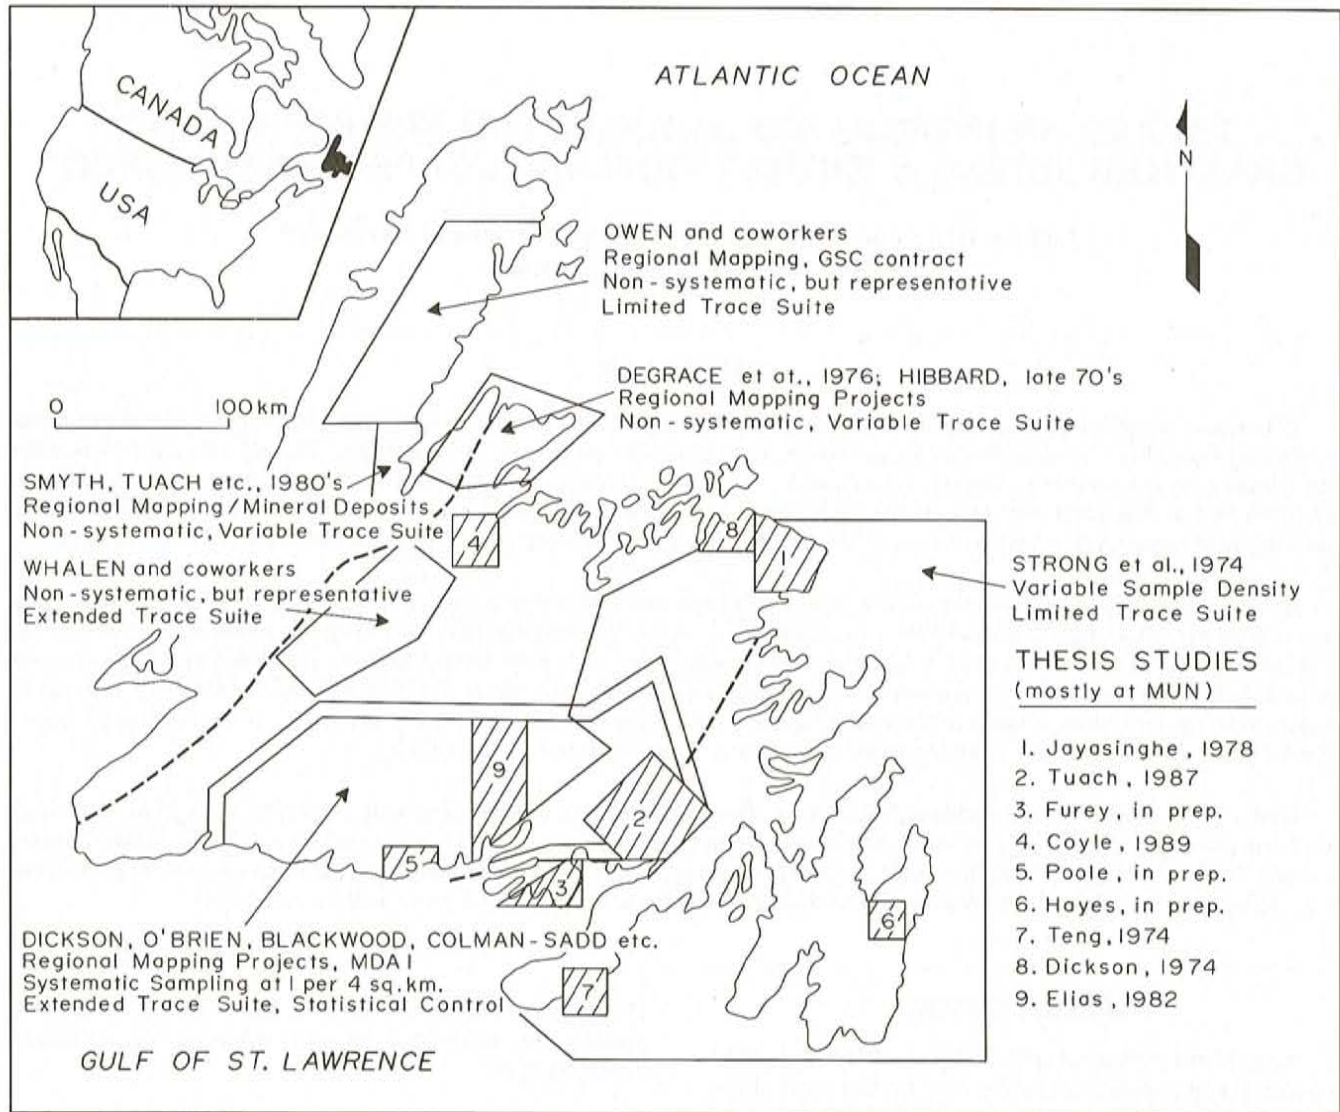 CANADA
USA
ATLANTIC OCEAN
N
OWEN and coworkers
Regional Mapping, GSC contract
Non-systematic, but representative
Limited Trace Suite
0 100 km
DEGRACE et at., 1976; HIBBARD, late 70's
Regional Mapping Projects
Non-systematic, Variable Trace Suite
SMYTH, TUACH etc., 1980's
Regional Mapping/Mineral Deposits
Non-systematic, Variable Trace Suite
WHALEN and coworkers
Non-systematic, but representative
Extended Trace Suite
4
8
1
STRONG et al., 1974
Variable Sample Density
Limited Trace Suite
THESIS STUDIES
(mostly at MUN)
1. Jayasinghe, 1978
2. Tuach, 1987
3. Furey, in prep.
4. Coyle, 1989
5. Poole, in prep.
6. Hayes, in prep.
7. Teng, 1974
8. Dickson, 1974
9. Elias, 1982
9
2
5
3
6
7
DICKSON, O'BRIEN, BLACKWOOD, COLMAN-SADD etc.
Regional Mapping Projects, MDA I
Systematic Sampling at 1 per 4 sq.km.
Extended Trace Suite, Statistical Control
GULF OF ST. LAWRENCE